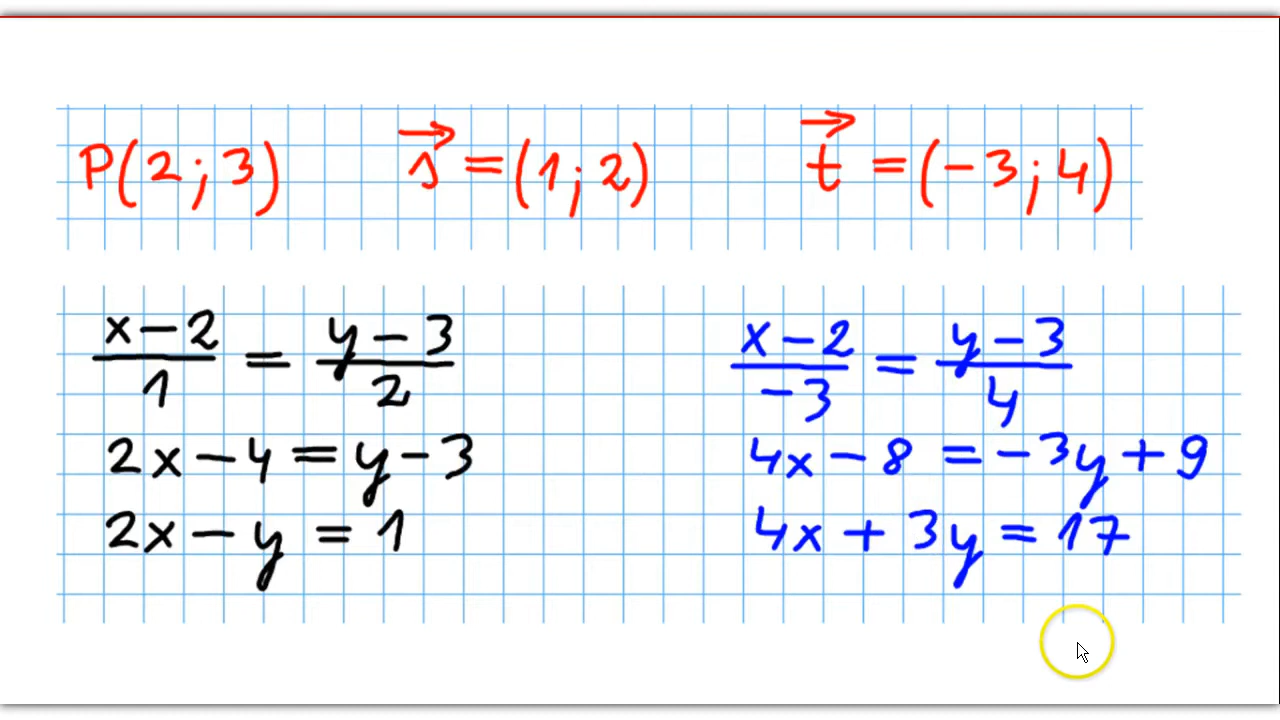 P(2;3) s⃗=(1;2) t⃗=(-3;4)
(x-2)/1 = (y-3)/2
2x-4=y-3
2x-y=1
(x-2)/-3 = (y-3)/4
4x-8=-3y+9
4x+3y=17